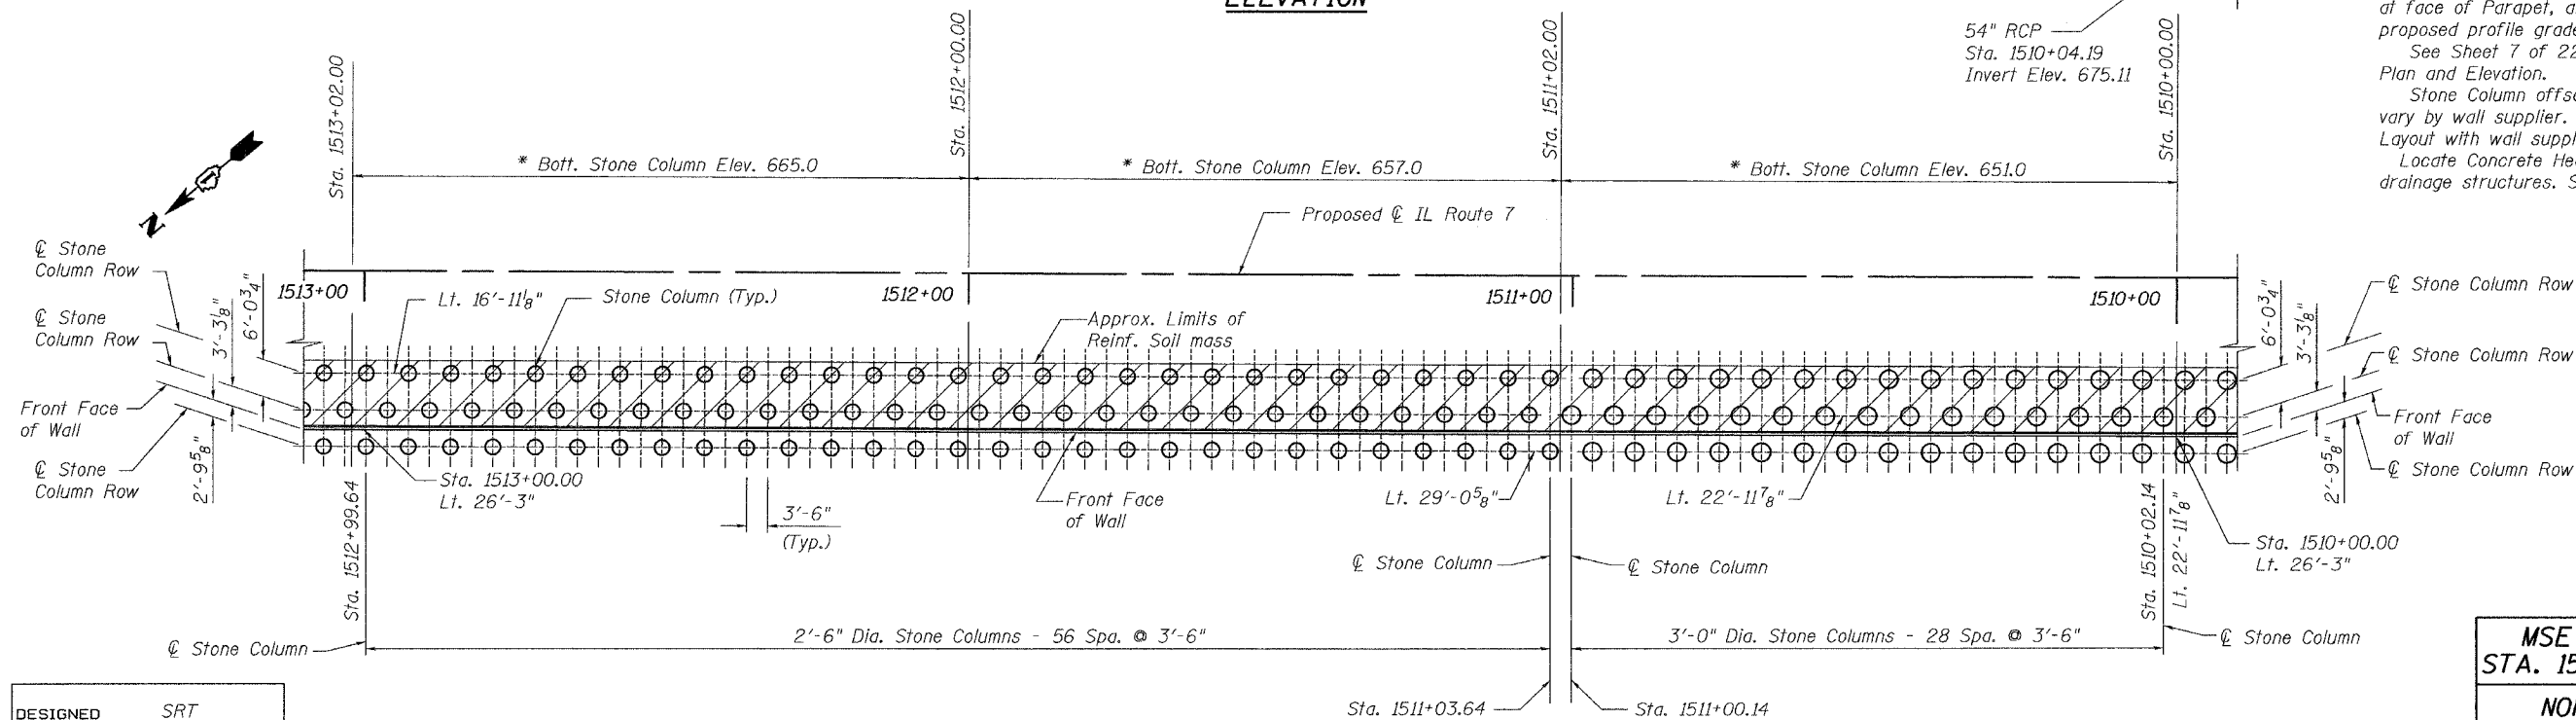 ELEVATION
at face of Parapet, a
proposed profile grade
See Sheet 7 of 22
Plan and Elevation.
Stone Column offse
vary by wall supplier.
Layout with wall suppl
Locate Concrete Hea
drainage structures. S
54" RCP
Sta. 1510+04.19
Invert Elev. 675.11
Sta. 1513+02.00
Sta. 1512+00.00
Sta. 1511+02.00
Sta. 1510+00.00
* Bott. Stone Column Elev. 665.0
* Bott. Stone Column Elev. 657.0
* Bott. Stone Column Elev. 651.0
N
Proposed ℄ IL Route 7
℄ Stone
Column Row
℄ Stone
Column Row
Front Face
of Wall
℄ Stone
Column Row
3'-3⅛"
6'-0¾"
2'-9⅝"
1513+00
1512+00
1511+00
1510+00
Lt. 16'-11⅛"
Stone Column (Typ.)
Approx. Limits of
Reinf. Soil mass
6'-0¾"
3'-3⅛"
2'-9⅝"
℄ Stone Column Row
℄ Stone Column Row
Front Face
of Wall
℄ Stone Column Row
Sta. 1513+00.00
Lt. 26'-3"
3'-6"
(Typ.)
Front Face
of Wall
Lt. 29'-0⅝"
Lt. 22'-11⅞"
Sta. 1512+99.64
℄ Stone Column
℄ Stone Column
Sta. 1510+02.14
Lt. 22'-11⅞"
Sta. 1510+00.00
Lt. 26'-3"
℄ Stone Column
2'-6" Dia. Stone Columns - 56 Spa. @ 3'-6"
3'-0" Dia. Stone Columns - 28 Spa. @ 3'-6"
℄ Stone Column
Sta. 1511+03.64
Sta. 1511+00.14
DESIGNED SRT
MSE
STA. 15
NOR